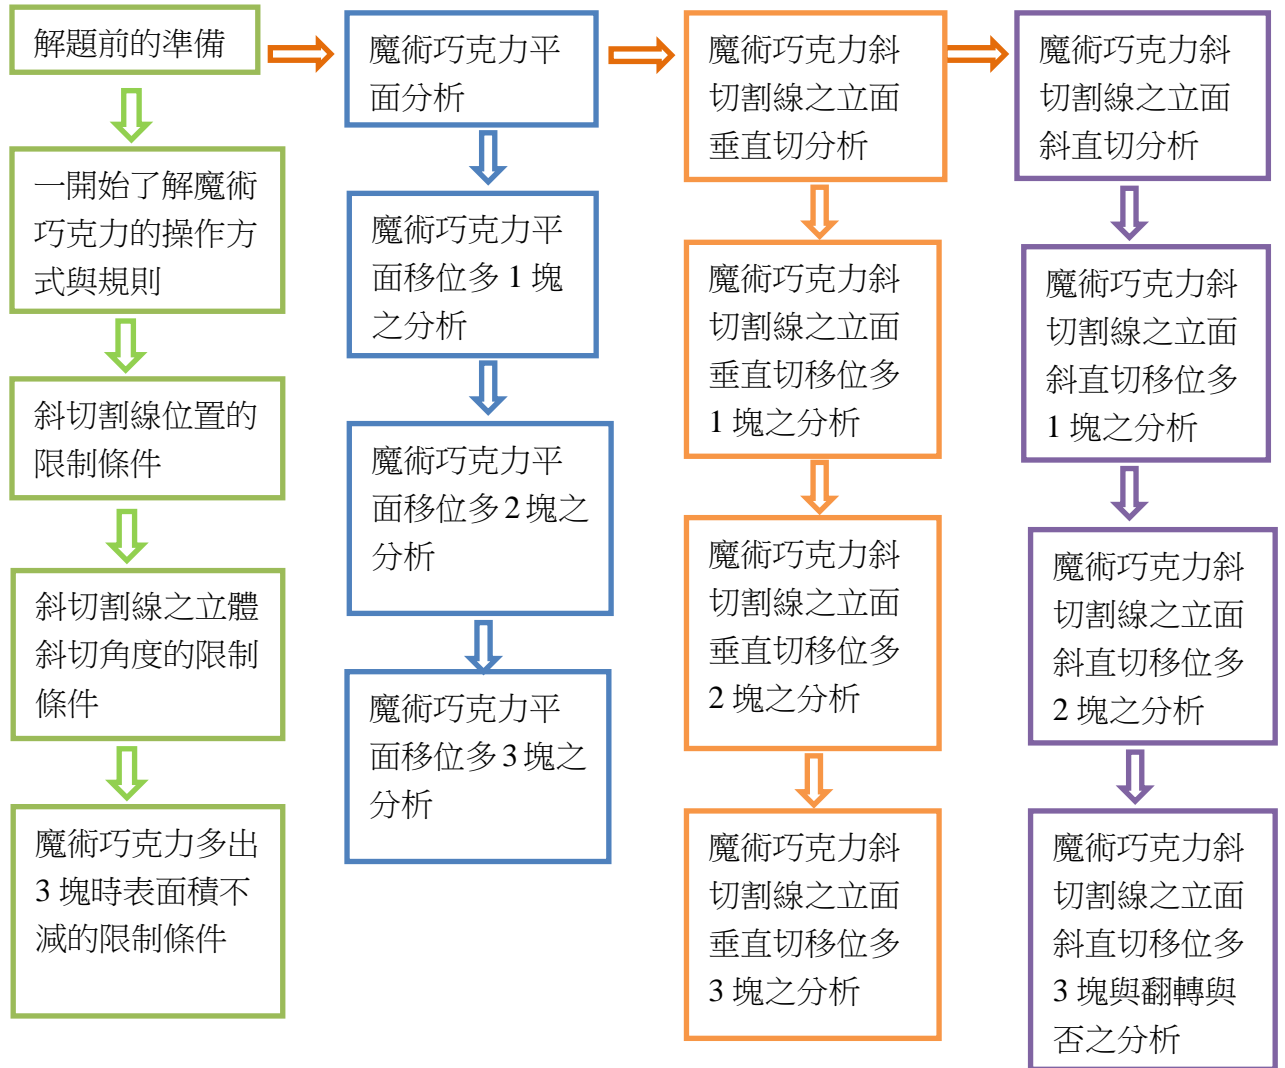 解題前的準備
一開始了解魔術
巧克力的操作方
式與規則
斜切割線位置的
限制條件
斜切割線之立體
斜切角度的限制
條件
魔術巧克力多出
3 塊時表面積不
減的限制條件
魔術巧克力平
面分析
魔術巧克力平
面移位多 1 塊
之分析
魔術巧克力平
面移位多 2 塊之
分析
魔術巧克力平
面移位多 3 塊之
分析
魔術巧克力斜
切割線之立面
垂直切分析
魔術巧克力斜
切割線之立面
垂直切移位多
1 塊之分析
魔術巧克力斜
切割線之立面
垂直切移位多
2 塊之分析
魔術巧克力斜
切割線之立面
垂直切移位多
3 塊之分析
魔術巧克力斜
切割線之立面
斜直切分析
魔術巧克力斜
切割線之立面
斜直切移位多
1 塊之分析
魔術巧克力斜
切割線之立面
斜直切移位多
2 塊之分析
魔術巧克力斜
切割線之立面
斜直切移位多
3 塊與翻轉與
否之分析